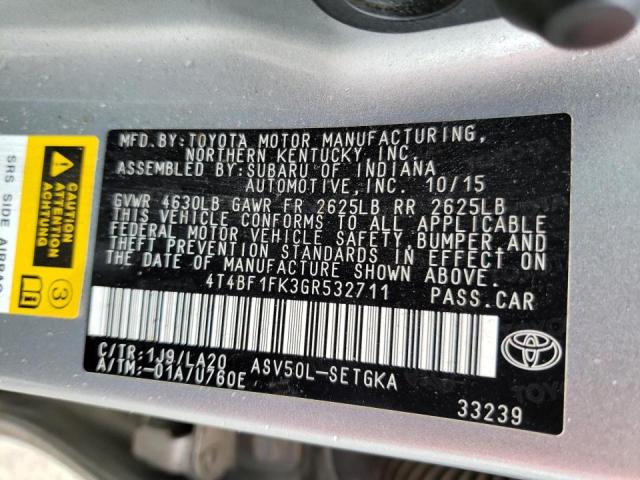 MFD.BY:TOYOTA MOTOR MANUFACTURING,
NORTHERN KENTUCKY, INC.
ASSEMBLED BY:SUBARU OF INDIANA
AUTOMOTIVE,INC. 10/15
GVWR 4630LB GAWR FR 2625LB RR 2625LB
THIS VEHICLE CONFORMS TO ALL APPLICABLE
FEDERAL MOTOR VEHICLE SAFETY,BUMPER,AND
THEFT PREVENTION STANDARDS IN EFFECT ON
THE DATE OF MANUFACTURE SHOWN ABOVE.
4T4BF1FK3GR532711 PASS.CAR
C/TR:1J9/LA20 ASV50L-SETGKA
A/TM:-01A/U760E
33239
SRS SIDE AIRBAG
CAUTION
ATTENTION
ACHTUNG
3